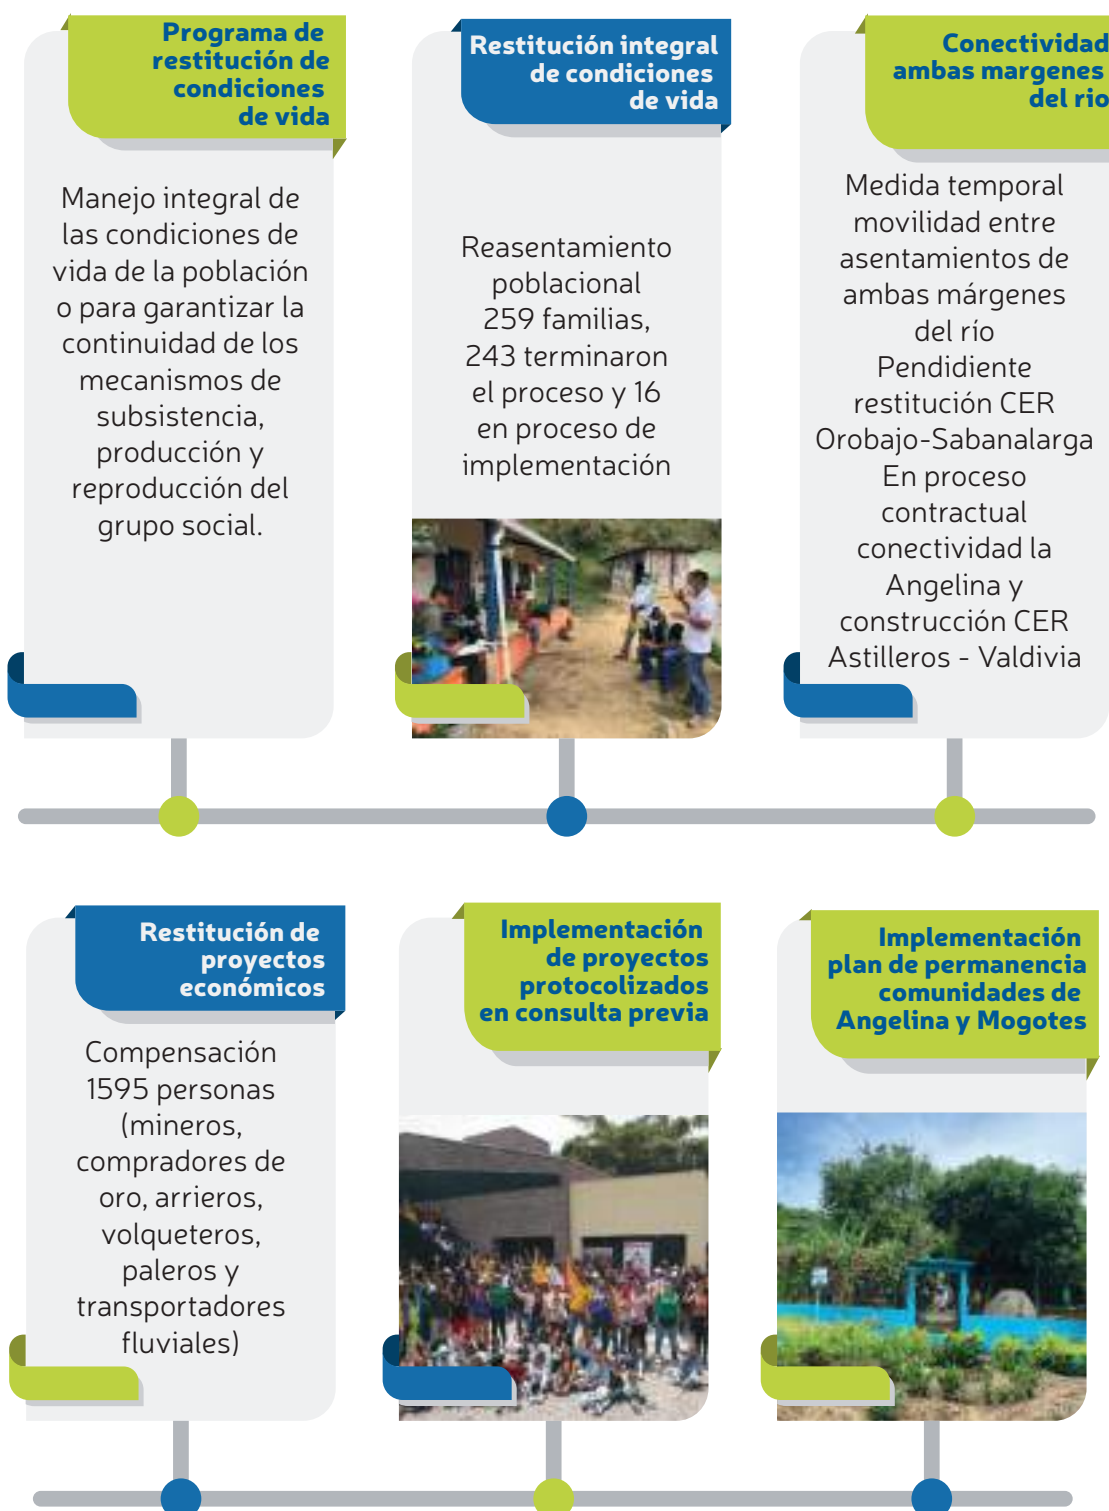 Programa de
restitución de
condiciones
de vida
Manejo integral de
las condiciones de
vida de la población
o para garantizar la
continuidad de los
mecanismos de
subsistencia,
producción y
reproducción del
grupo social.
Restitución integral
de condiciones
de vida
Reasentamiento
poblacional
259 familias,
243 terminaron
el proceso y 16
en proceso de
implementación
Conectividad
ambas margenes
del rio
Medida temporal
movilidad entre
asentamientos de
ambas márgenes
del río
Pendidiente
restitución CER
Orobajo-Sabanalarga
En proceso
contractual
conectividad la
Angelina y
construcción CER
Astilleros - Valdivia
Restitución de
proyectos
económicos
Compensación
1595 personas
(mineros,
compradores de
oro, arrieros,
volqueteros,
paleros y
transportadores
fluviales)
Implementación
de proyectos
protocolizados
en consulta previa
Implementación
plan de permanencia
comunidades de
Angelina y Mogotes